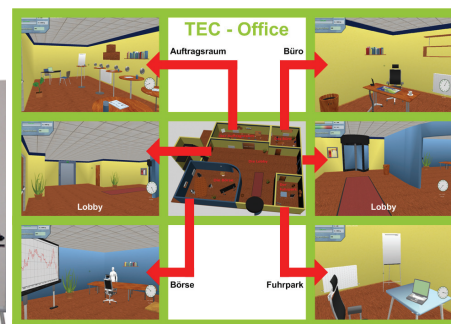 TEC - Office
Auftragsraum
Büro
Lobby
Lobby
Börse
Fuhrpark